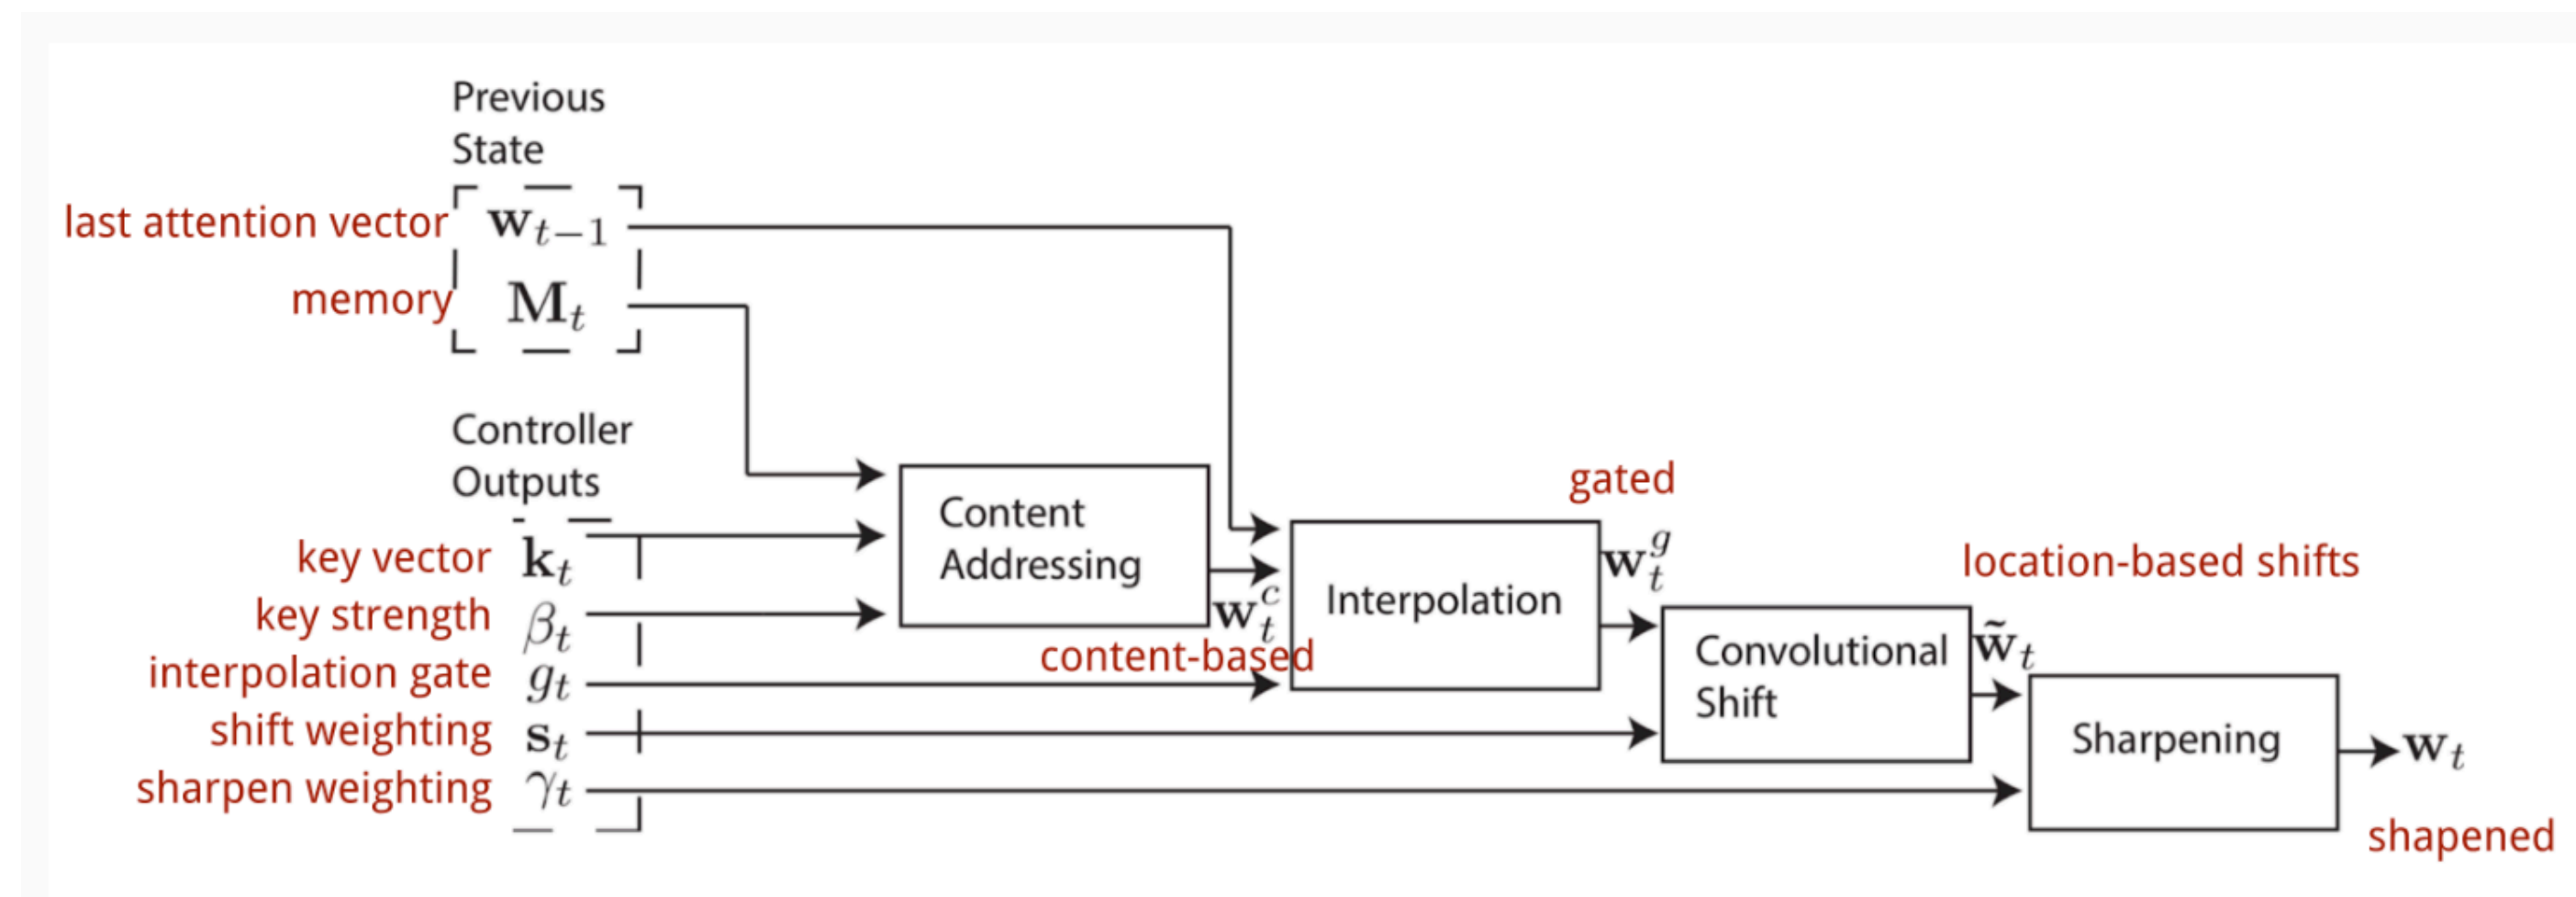 Previous
State
last attention vector
w_{t−1}
memory
M_t
Controller
Outputs
key vector
k_t
key strength
β_t
interpolation gate
g_t
shift weighting
s_t
sharpen weighting
γ_t
Content
Addressing
w_t^c
content-based
Interpolation
gated
w_t^g
Convolutional
Shift
location-based shifts
w̃_t
Sharpening
w_t
shapened